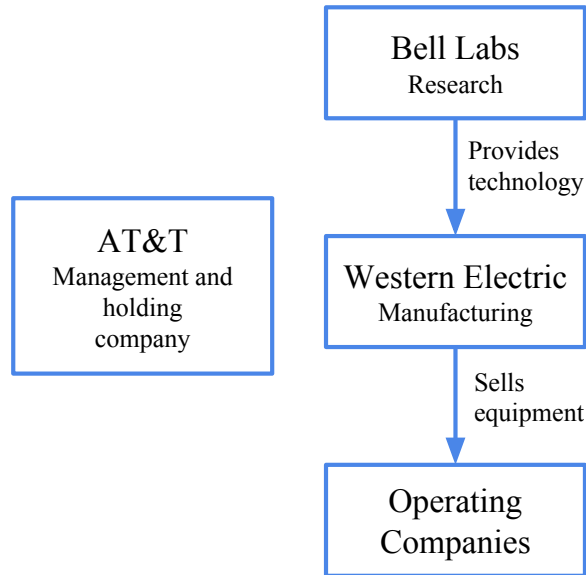 Bell Labs
Research
Provides
technology
AT&T
Management and
holding
company
Western Electric
Manufacturing
Sells
equipment
Operating
Companies